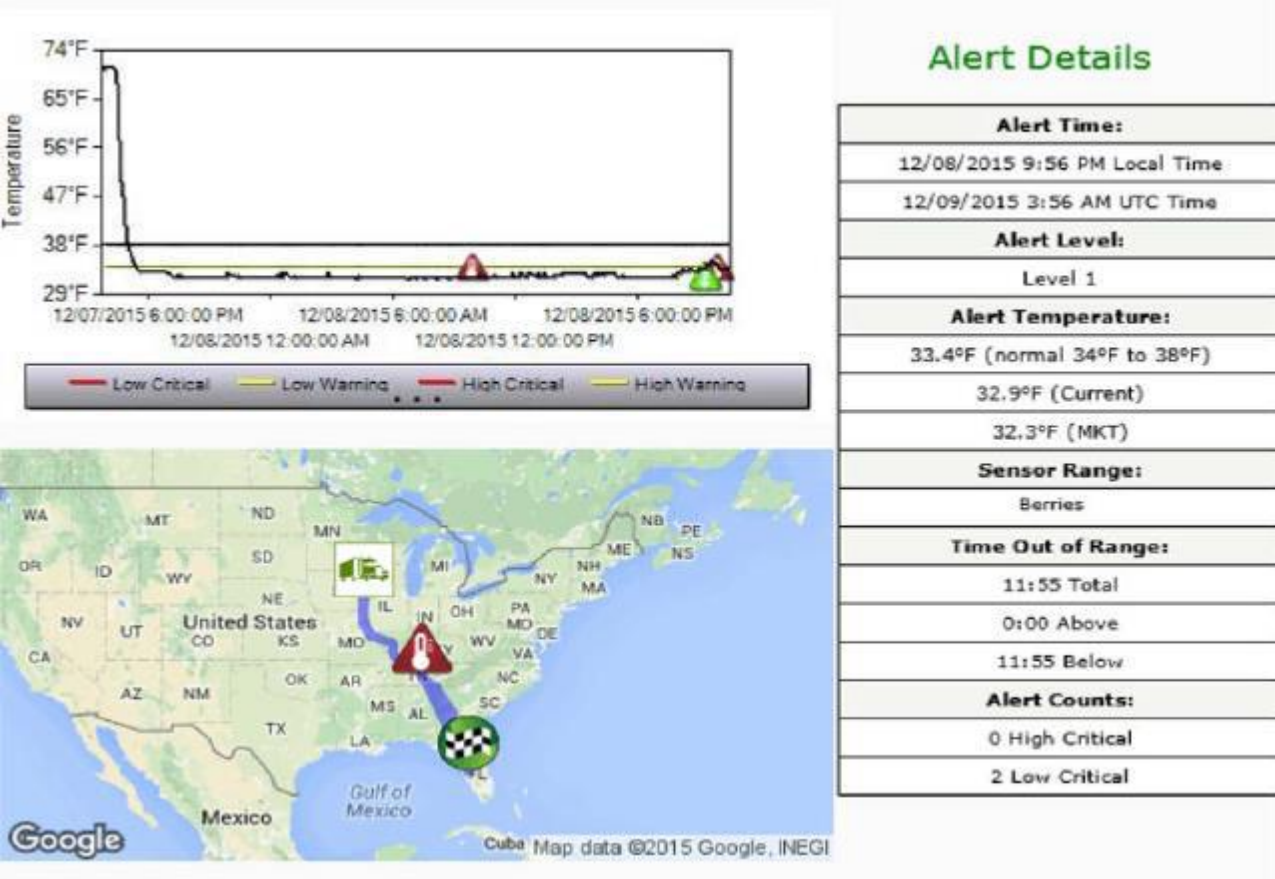 74°F
65°F
56°F
47°F
38°F
29°F
Temperature
12/07/2015 6:00:00 PM
12/08/2015 6:00:00 AM
12/08/2015 6:00:00 PM
12/08/2015 12:00:00 AM
12/08/2015 12:00:00 PM
Low Critical
Low Warning
High Critical
High Warning
Alert Details
Alert Time:
12/08/2015 9:56 PM Local Time
12/09/2015 3:56 AM UTC Time
Alert Level:
Level 1
Alert Temperature:
33.4ºF (normal 34ºF to 38ºF)
32.9ºF (Current)
32.3ºF (MKT)
Sensor Range:
Berries
Time Out of Range:
11:55 Total
0:00 Above
11:55 Below
Alert Counts:
0 High Critical
2 Low Critical
WA
MT
ND
MN
NB
PE
OR
ID
WY
SD
MI
ME
NS
NY
NH
MA
NE
IL
IN
OH
PA
MD
DE
NV
UT
United States
CO
KS
MO
WV
VA
CA
AZ
NM
OK
AR
NC
MS
AL
SC
TX
LA
Gulf of
Mexico
Mexico
Cuba
Google
Map data ©2015 Google, INEGI